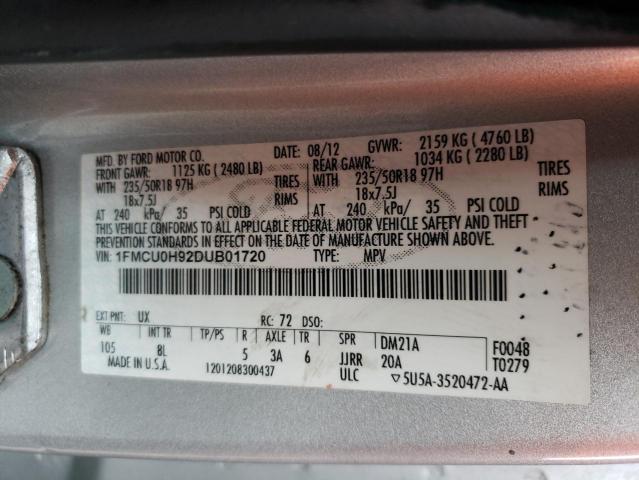 MFD. BY FORD MOTOR CO. DATE: 08/12 GVWR: 2159 KG (4760 LB)
FRONT GAWR: 1125 KG (2480 LB) REAR GAWR: 1034 KG (2280 LB)
WITH 235/50R18 97H TIRES WITH 235/50R18 97H TIRES
18x7.5J RIMS 18x7.5J RIMS
AT 240 kPa/ 35 PSI COLD AT 240 kPa/ 35 PSI COLD
THIS VEHICLE CONFORMS TO ALL APPLICABLE FEDERAL MOTOR VEHICLE SAFETY AND THEFT
PREVENTION STANDARDS IN EFFECT ON THE DATE OF MANUFACTURE SHOWN ABOVE.
VIN: 1FMCU0H92DUB01720 TYPE: MPV
EXT PNT: UX RC: 72 DSO:
WB INT TR TP/PS R AXLE TR SPR DM21A F0048
105 8L 5 3A 6 JJRR 20A T0279
MADE IN U.S.A. 1201208300437 ULC ▽5U5A-3520472-AA